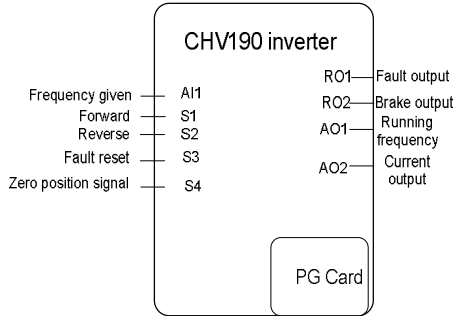 CHV190 inverter
RO1 Fault output
Frequency given AI1
RO2 Brake output
Forward S1
AO1 Running
frequency
Reverse S2
Fault reset S3
AO2 Current
output
Zero position signal S4
PG Card